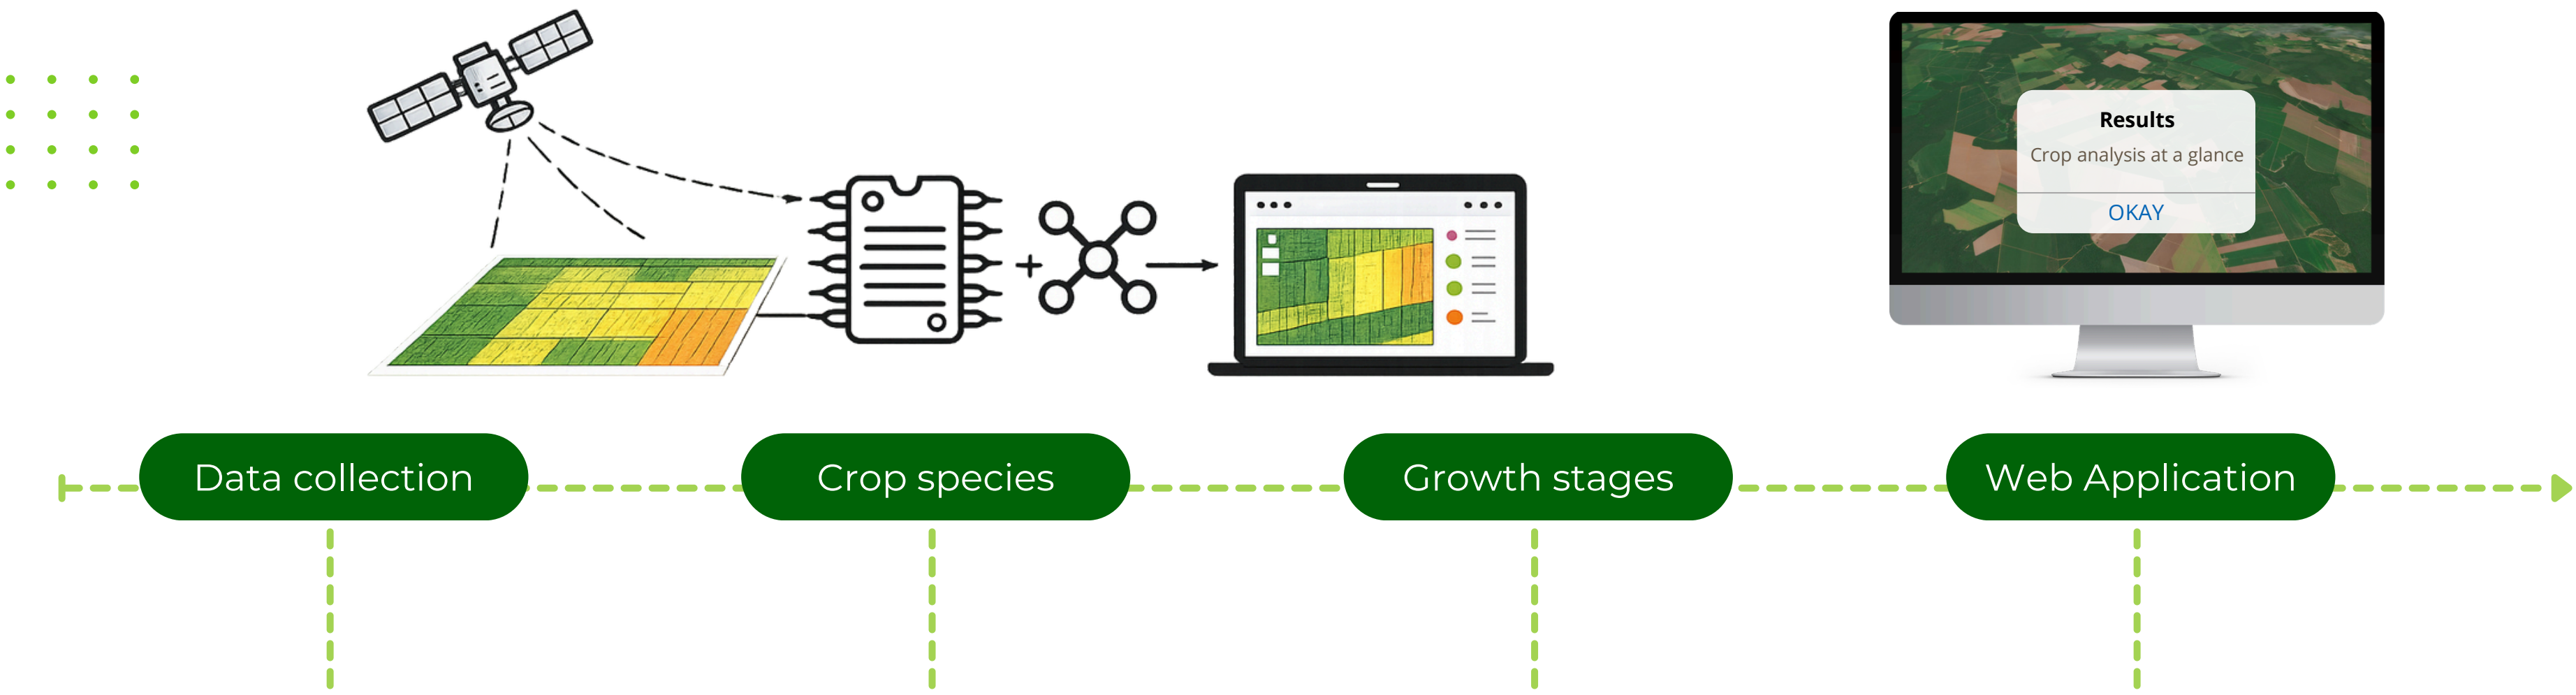 Results
Crop analysis at a glance
OKAY
Data collection
Crop species
Growth stages
Web Application